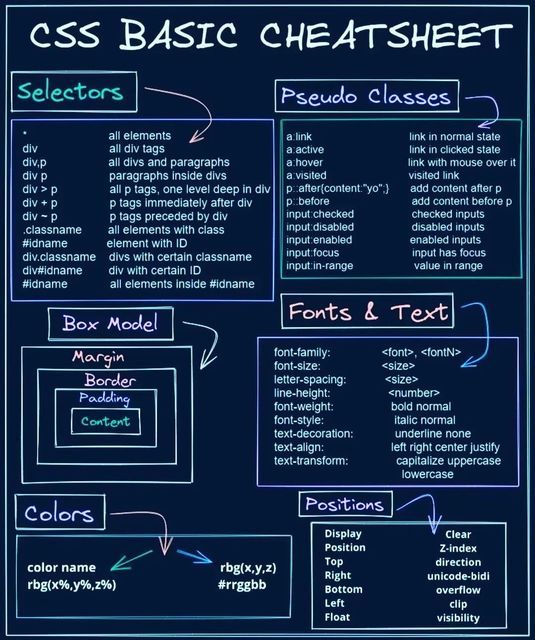 CSS BASIC CHEATSHEET
Selectors
* all elements
div all div tags
div,p all divs and paragraphs
div p paragraphs inside divs
div > p all p tags, one level deep in div
div + p p tags immediately after div
div ~ p p tags preceded by div
.classname all elements with class
#idname element with ID
div.classname divs with certain classname
div#idname div with certain ID
#idname all elements inside #idname
Pseudo Classes
a:link link in normal state
a:active link in clicked state
a:hover link with mouse over it
a:visited visited link
p::after{content:"yo";} add content after p
p::before add content before p
input:checked checked inputs
input:disabled disabled inputs
input:enabled enabled inputs
input:focus input has focus
input:in-range value in range
Box Model
Margin
Border
Padding
Content
Fonts & Text
font-family: <font>, <fontN>
font-size: <size>
letter-spacing: <size>
line-height: <number>
font-weight: bold normal
font-style: italic normal
text-decoration: underline none
text-align: left right center justify
text-transform: capitalize uppercase
lowercase
Colors
color name rbg(x,y,z)
rbg(x%,y%,z%) #rrggbb
Positions
Display Clear
Position Z-index
Top direction
Right unicode-bidi
Bottom overflow
Left clip
Float visibility